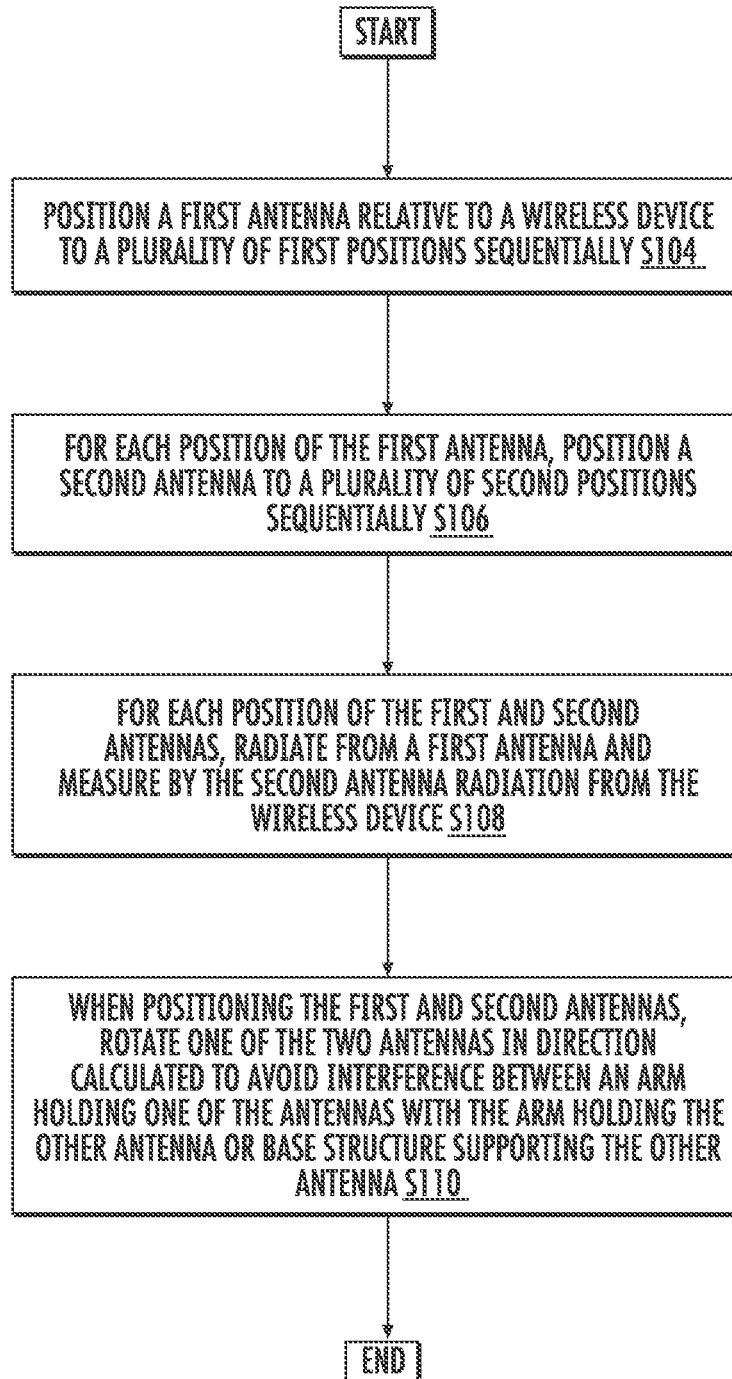 START
POSITION A FIRST ANTENNA RELATIVE TO A WIRELESS DEVICE
TO A PLURALITY OF FIRST POSITIONS SEQUENTIALLY S104
FOR EACH POSITION OF THE FIRST ANTENNA, POSITION A
SECOND ANTENNA TO A PLURALITY OF SECOND POSITIONS
SEQUENTIALLY S106
FOR EACH POSITION OF THE FIRST AND SECOND
ANTENNAS, RADIATE FROM A FIRST ANTENNA AND
MEASURE BY THE SECOND ANTENNA RADIATION FROM THE
WIRELESS DEVICE S108
WHEN POSITIONING THE FIRST AND SECOND ANTENNAS,
ROTATE ONE OF THE TWO ANTENNAS IN DIRECTION
CALCULATED TO AVOID INTERFERENCE BETWEEN AN ARM
HOLDING ONE OF THE ANTENNAS WITH THE ARM HOLDING THE
OTHER ANTENNA OR BASE STRUCTURE SUPPORTING THE OTHER
ANTENNA S110
END